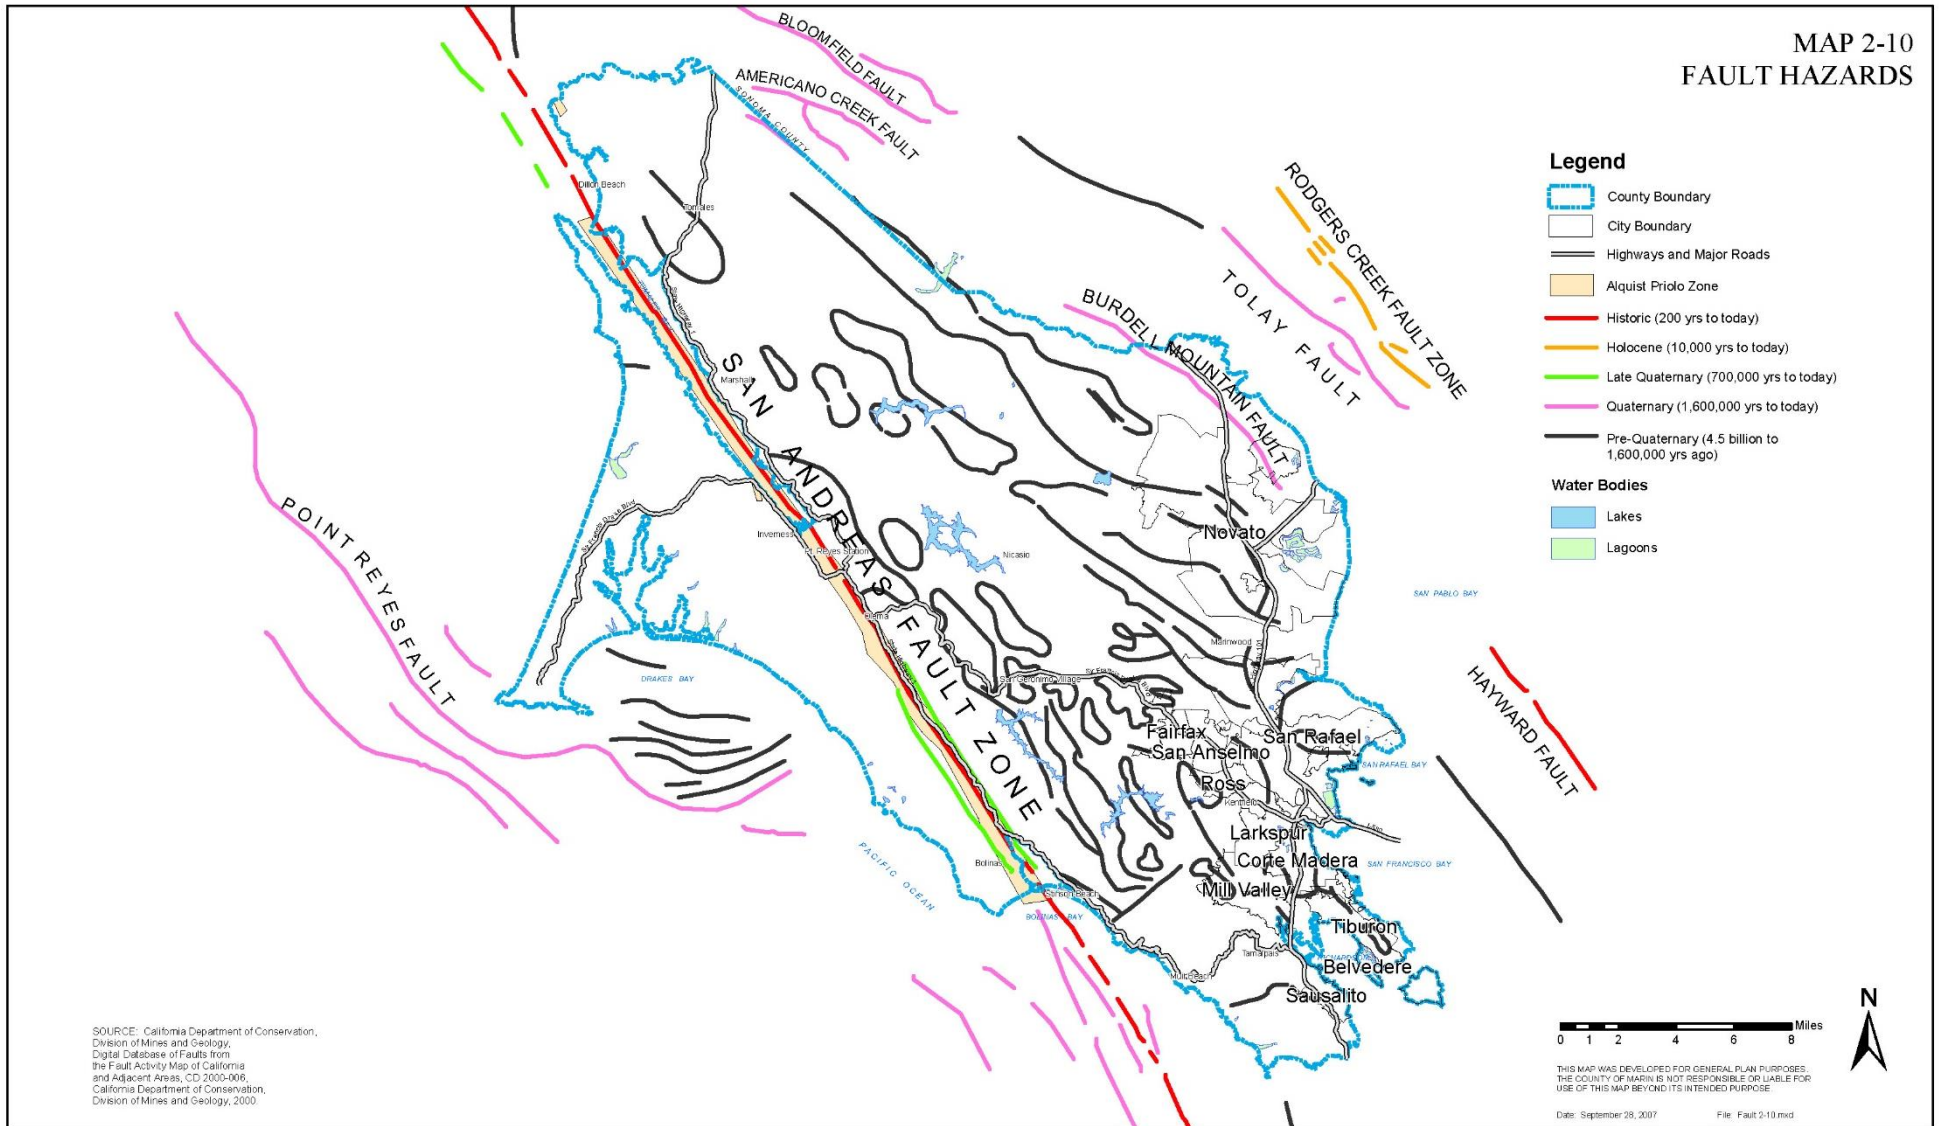 MAP 2-10
FAULT HAZARDS
BLOOMFIELD FAULT
AMERICANO CREEK FAULT
SONOMA COUNTY
RODGERS CREEK FAULT ZONE
TOLAY FAULT
BURDELL MOUNTAIN FAULT
SAN ANDREAS FAULT ZONE
POINT REYES FAULT
HAYWARD FAULT
Dillon Beach
Tomales
State Highway 1
Marshall
Sir Francis Drake Blvd
Inverness
Pt. Reyes Station
Nicasio
Novato
Olema
State Highway 1
Marinwood
San Geronimo Village
DRAKES BAY
SAN PABLO BAY
Fairfax
San Rafael
San Anselmo
SAN RAFAEL BAY
Ross
Kentfield
Larkspur
I-580
Corte Madera
SAN FRANCISCO BAY
Bolinas
PACIFIC OCEAN
Mill Valley
Stinson Beach
BOLINAS BAY
Tiburon
Tamalpais
Belvedere
Muir Beach
Sausalito
Legend
County Boundary
City Boundary
Highways and Major Roads
Alquist Priolo Zone
Historic (200 yrs to today)
Holocene (10,000 yrs to today)
Late Quaternary (700,000 yrs to today)
Quaternary (1,600,000 yrs to today)
Pre-Quaternary (4.5 billion to
1,600,000 yrs ago)
Water Bodies
Lakes
Lagoons
N
Miles
0 1 2 4 6 8
THIS MAP WAS DEVELOPED FOR GENERAL PLAN PURPOSES.
THE COUNTY OF MARIN IS NOT RESPONSIBLE OR LIABLE FOR
USE OF THIS MAP BEYOND ITS INTENDED PURPOSE
Date: September 28, 2007 File: Fault 2-10.mxd
SOURCE: California Department of Conservation,
Division of Mines and Geology,
Digital Database of Faults from
the Fault Activity Map of California
and Adjacent Areas, CD 2000-006,
California Department of Conservation,
Division of Mines and Geology, 2000.